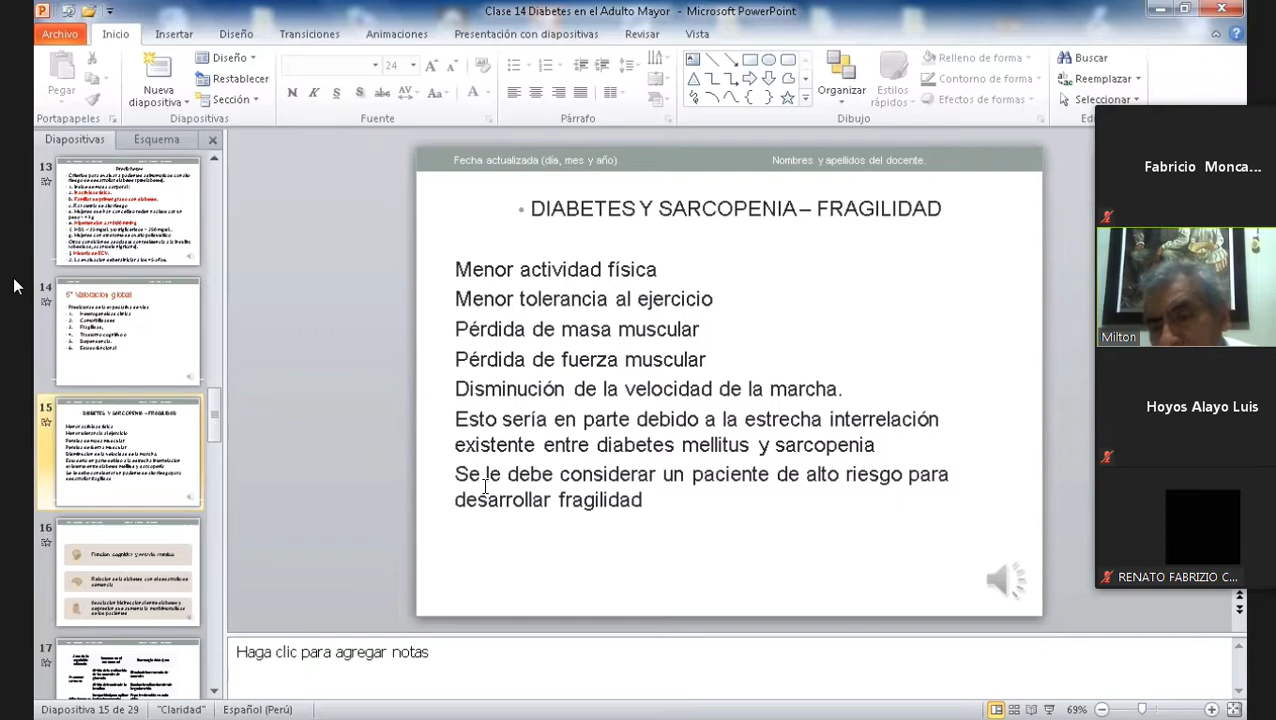 Clase 14 Diabetes en el Adulto Mayor - Microsoft PowerPoint
Archivo Inicio Insertar Diseño Transiciones Animaciones Presentación con diapositivas Revisar Vista
Pegar
Portapapeles
Nueva diapositiva
Diseño
Restablecer
Sección
Diapositivas
24
Fuente
Párrafo
Organizar
Estilos rápidos
Relleno de forma
Contorno de forma
Efectos de formas
Dibujo
Buscar
Reemplazar
Seleccionar
Diapositivas Esquema
13
14
6° Valoracion global
15
DIABETES Y SARCOPENIA – FRAGILIDAD
16
17
Fecha actualizada (día, mes y año)
Nombres y apellidos del docente
• DIABETES Y SARCOPENIA – FRAGILIDAD
Menor actividad física
Menor tolerancia al ejercicio
Pérdida de masa muscular
Pérdida de fuerza muscular
Disminución de la velocidad de la marcha.
Esto seria en parte debido a la estrecha interrelación
existente entre diabetes mellitus y sarcopenia
Se le debe considerar un paciente de alto riesgo para
desarrollar fragilidad
Haga clic para agregar notas
Fabricio Monca...
Milton
Hoyos Alayo Luis
RENATO FABRIZIO C...
Diapositiva 15 de 29 "Claridad" Español (Perú) 69%